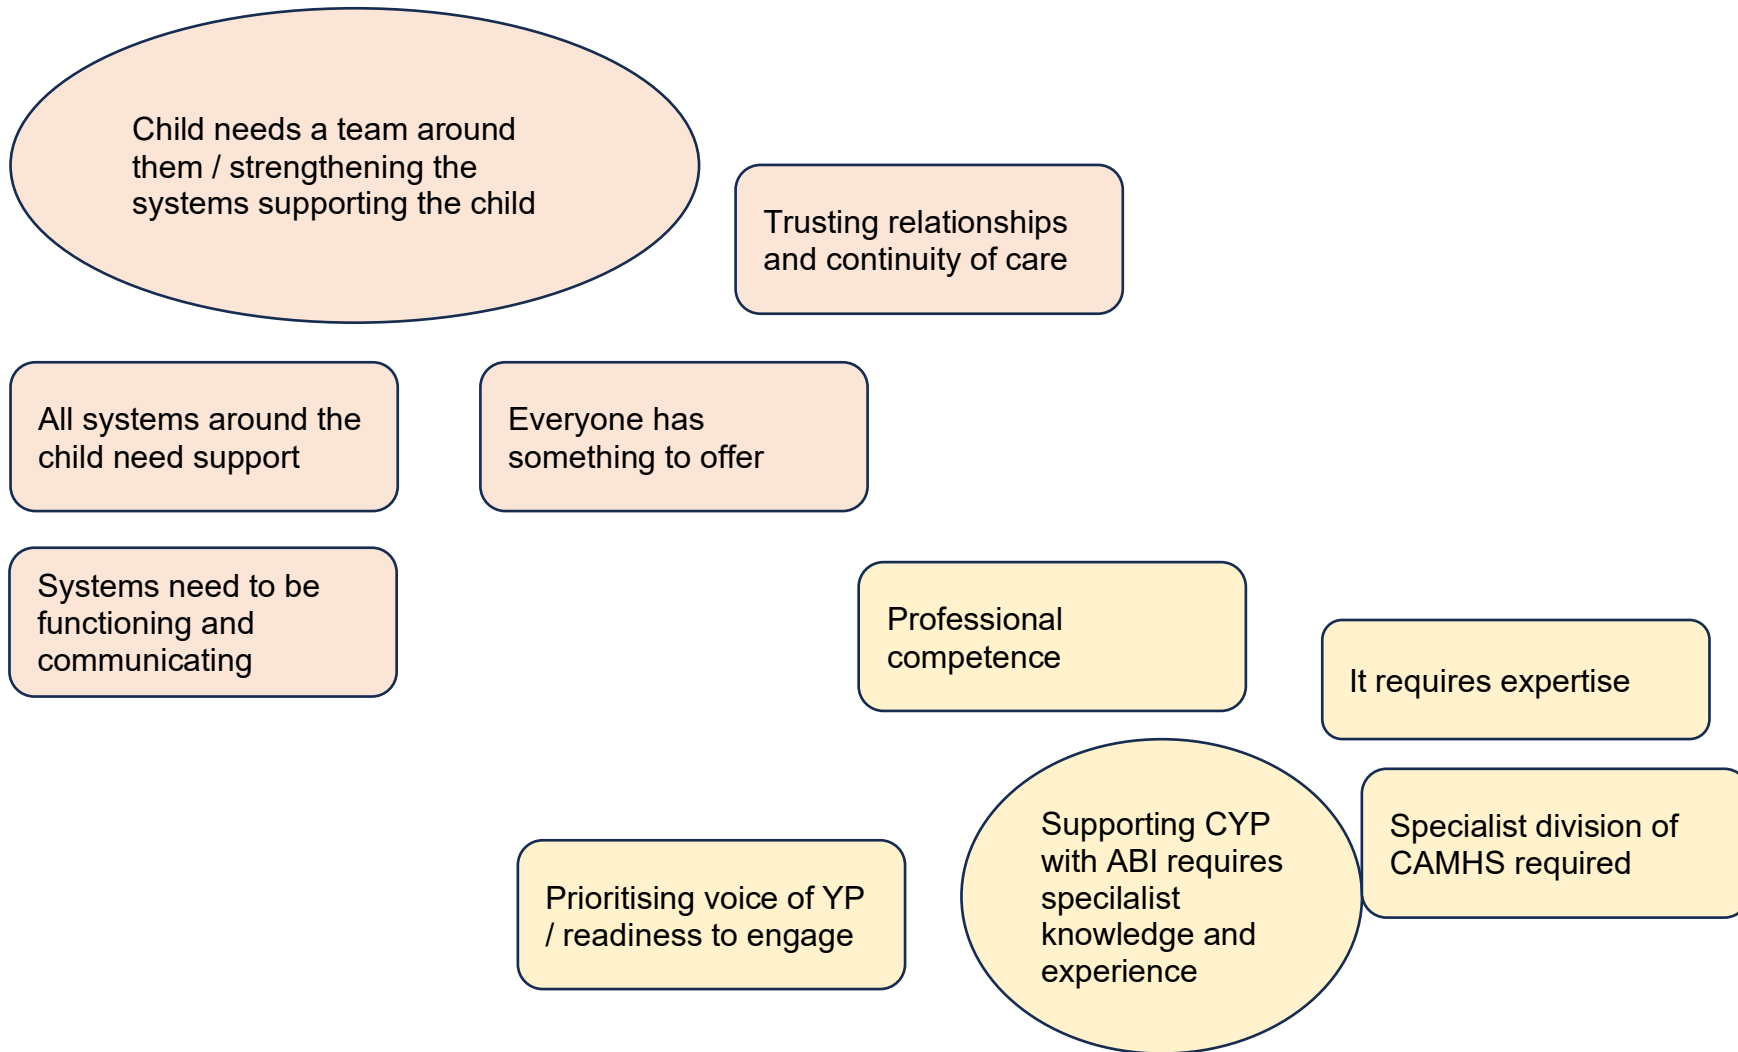 Child needs a team around
them / strengthening the
systems supporting the child
Trusting relationships
and continuity of care
All systems around the
child need support
Everyone has
something to offer
Systems need to be
functioning and
communicating
Professional
competence
It requires expertise
Supporting CYP
with ABI requires
specilalist
knowledge and
experience
Specialist division of
CAMHS required
Prioritising voice of YP
/ readiness to engage